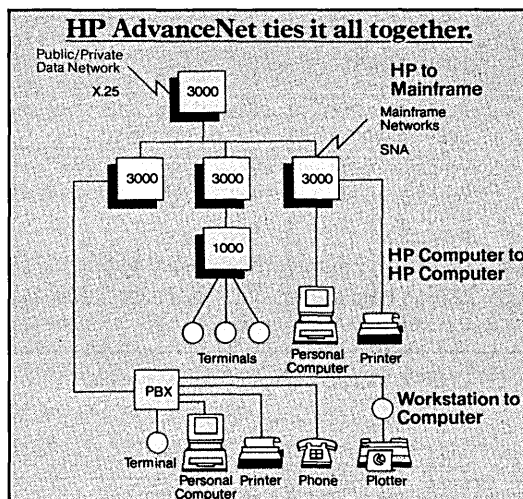 HP AdvanceNet ties it all together.
Public/Private
Data Network
X.25
3000
HP to
Mainframe
Mainframe
Networks
SNA
3000
3000
3000
1000
HP Computer to
HP Computer
Terminals
Personal
Computer
Printer
PBX
Workstation to
Computer
Terminal
Personal
Computer
Printer
Phone
Plotter